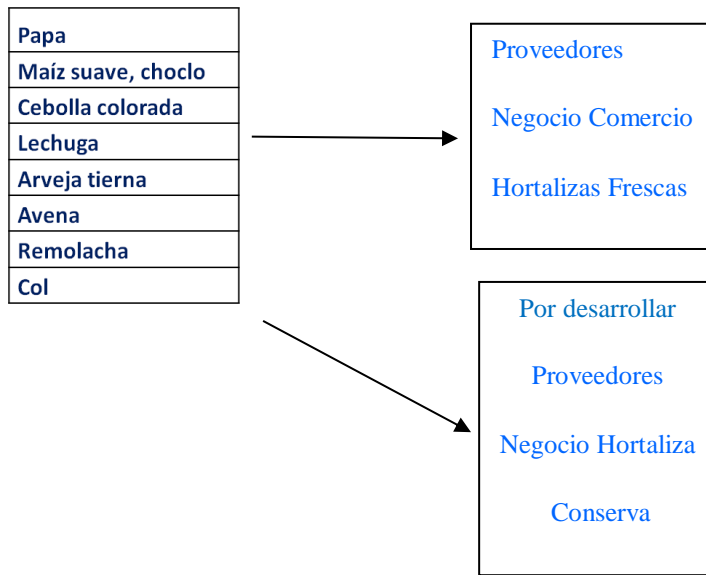 Papa
Maíz suave, choclo
Cebolla colorada
Lechuga
Arveja tierna
Avena
Remolacha
Col
Proveedores
Negocio Comercio
Hortalizas Frescas
Por desarrollar
Proveedores
Negocio Hortaliza
Conserva